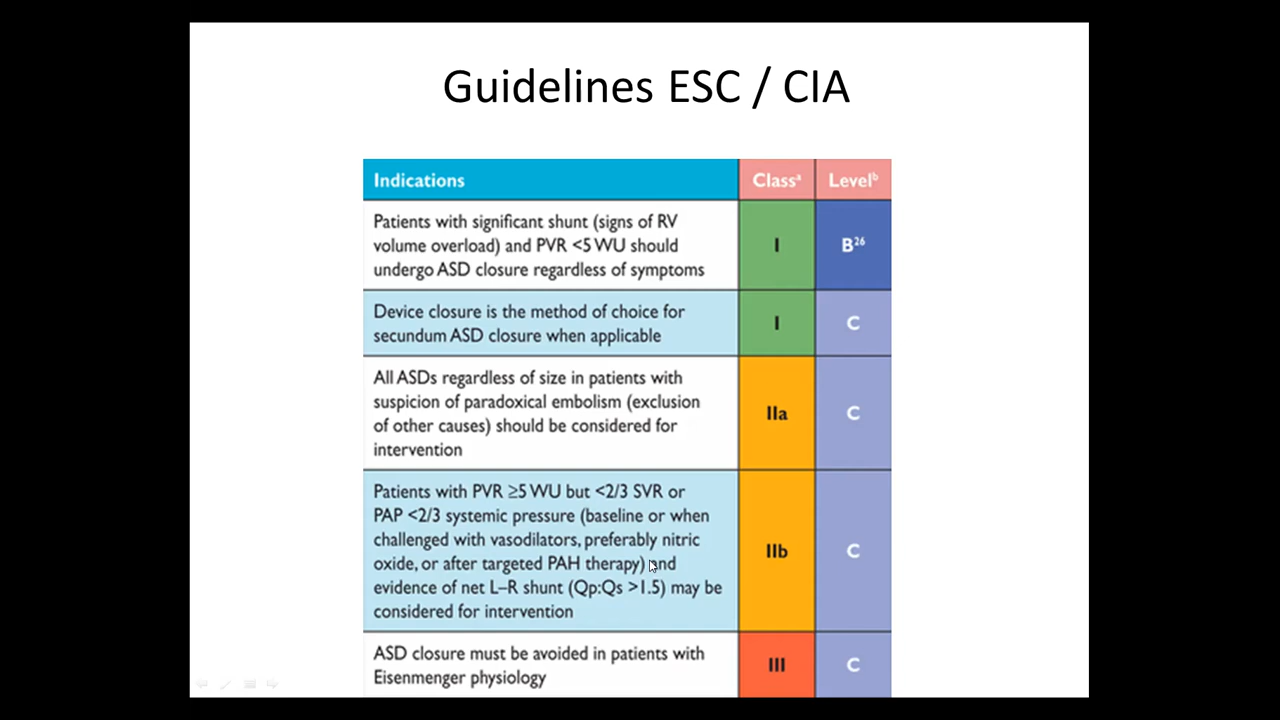 Guidelines ESC / CIA
Indications Classᵃ Levelᵇ
Patients with significant shunt (signs of RV
volume overload) and PVR <5 WU should
undergo ASD closure regardless of symptoms
I B²⁶
Device closure is the method of choice for
secundum ASD closure when applicable
I C
All ASDs regardless of size in patients with
suspicion of paradoxical embolism (exclusion
of other causes) should be considered for
intervention
IIa C
Patients with PVR ≥5 WU but <2/3 SVR or
PAP <2/3 systemic pressure (baseline or when
challenged with vasodilators, preferably nitric
oxide, or after targeted PAH therapy) and
evidence of net L–R shunt (Qp:Qs >1.5) may be
considered for intervention
IIb C
ASD closure must be avoided in patients with
Eisenmenger physiology
III C